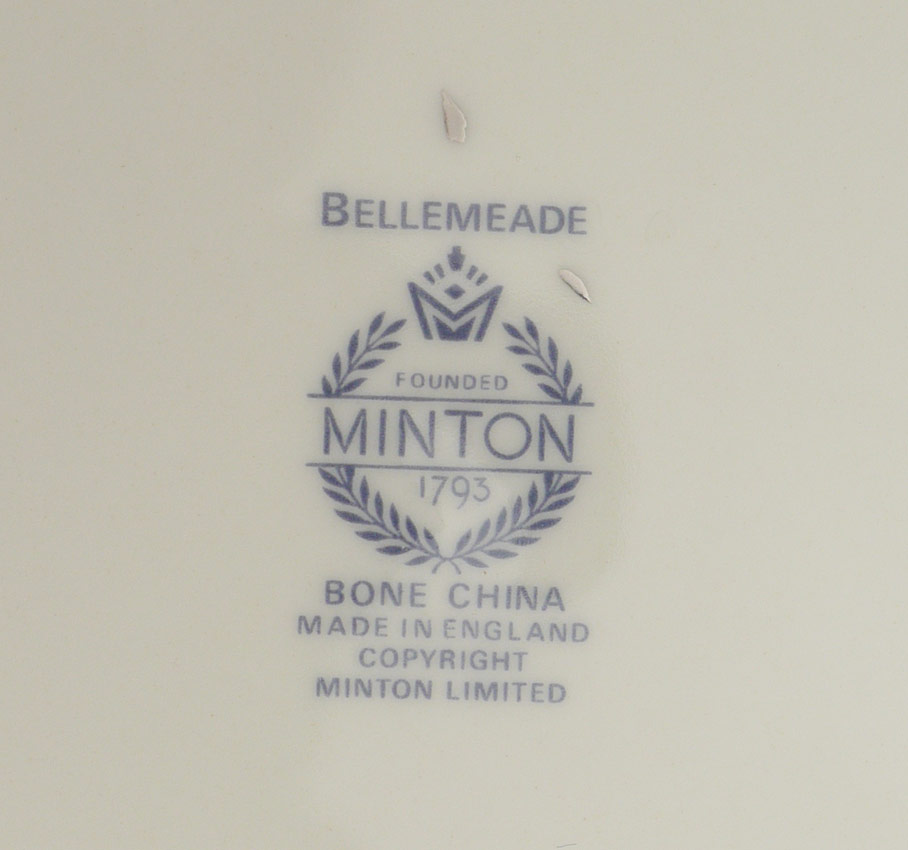 BELLEMEADE
FOUNDED
MINTON
1793
BONE CHINA
MADE IN ENGLAND
COPYRIGHT
MINTON LIMITED